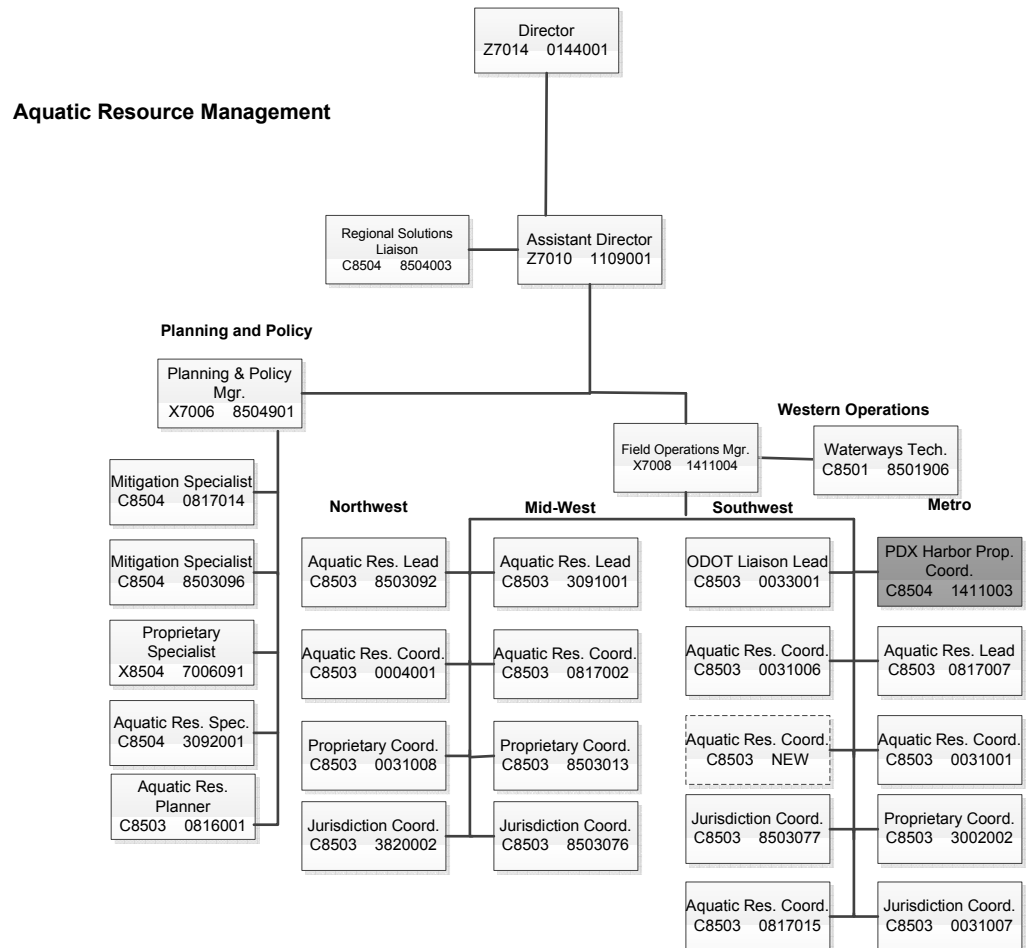 Director
Z7014 0144001
Aquatic Resource Management
Regional Solutions
Liaison
C8504 8504003
Assistant Director
Z7010 1109001
Planning and Policy
Planning & Policy
Mgr.
X7006 8504901
Western Operations
Field Operations Mgr.
X7008 1411004
Waterways Tech.
C8501 8501906
Mitigation Specialist
C8504 0817014
Mitigation Specialist
C8504 8503096
Proprietary
Specialist
X8504 7006091
Aquatic Res. Spec.
C8504 3092001
Aquatic Res.
Planner
C8503 0816001
Northwest
Aquatic Res. Lead
C8503 8503092
Aquatic Res. Coord.
C8503 0004001
Proprietary Coord.
C8503 0031008
Jurisdiction Coord.
C8503 3820002
Mid-West
Aquatic Res. Lead
C8503 3091001
Aquatic Res. Coord.
C8503 0817002
Proprietary Coord.
C8503 8503013
Jurisdiction Coord.
C8503 8503076
Southwest
ODOT Liaison Lead
C8503 0033001
Aquatic Res. Coord.
C8503 0031006
Aquatic Res. Coord.
C8503 NEW
Jurisdiction Coord.
C8503 8503077
Aquatic Res. Coord.
C8503 0817015
Metro
PDX Harbor Prop.
Coord.
C8504 1411003
Aquatic Res. Lead
C8503 0817007
Aquatic Res. Coord.
C8503 0031001
Proprietary Coord.
C8503 3002002
Jurisdiction Coord.
C8503 0031007